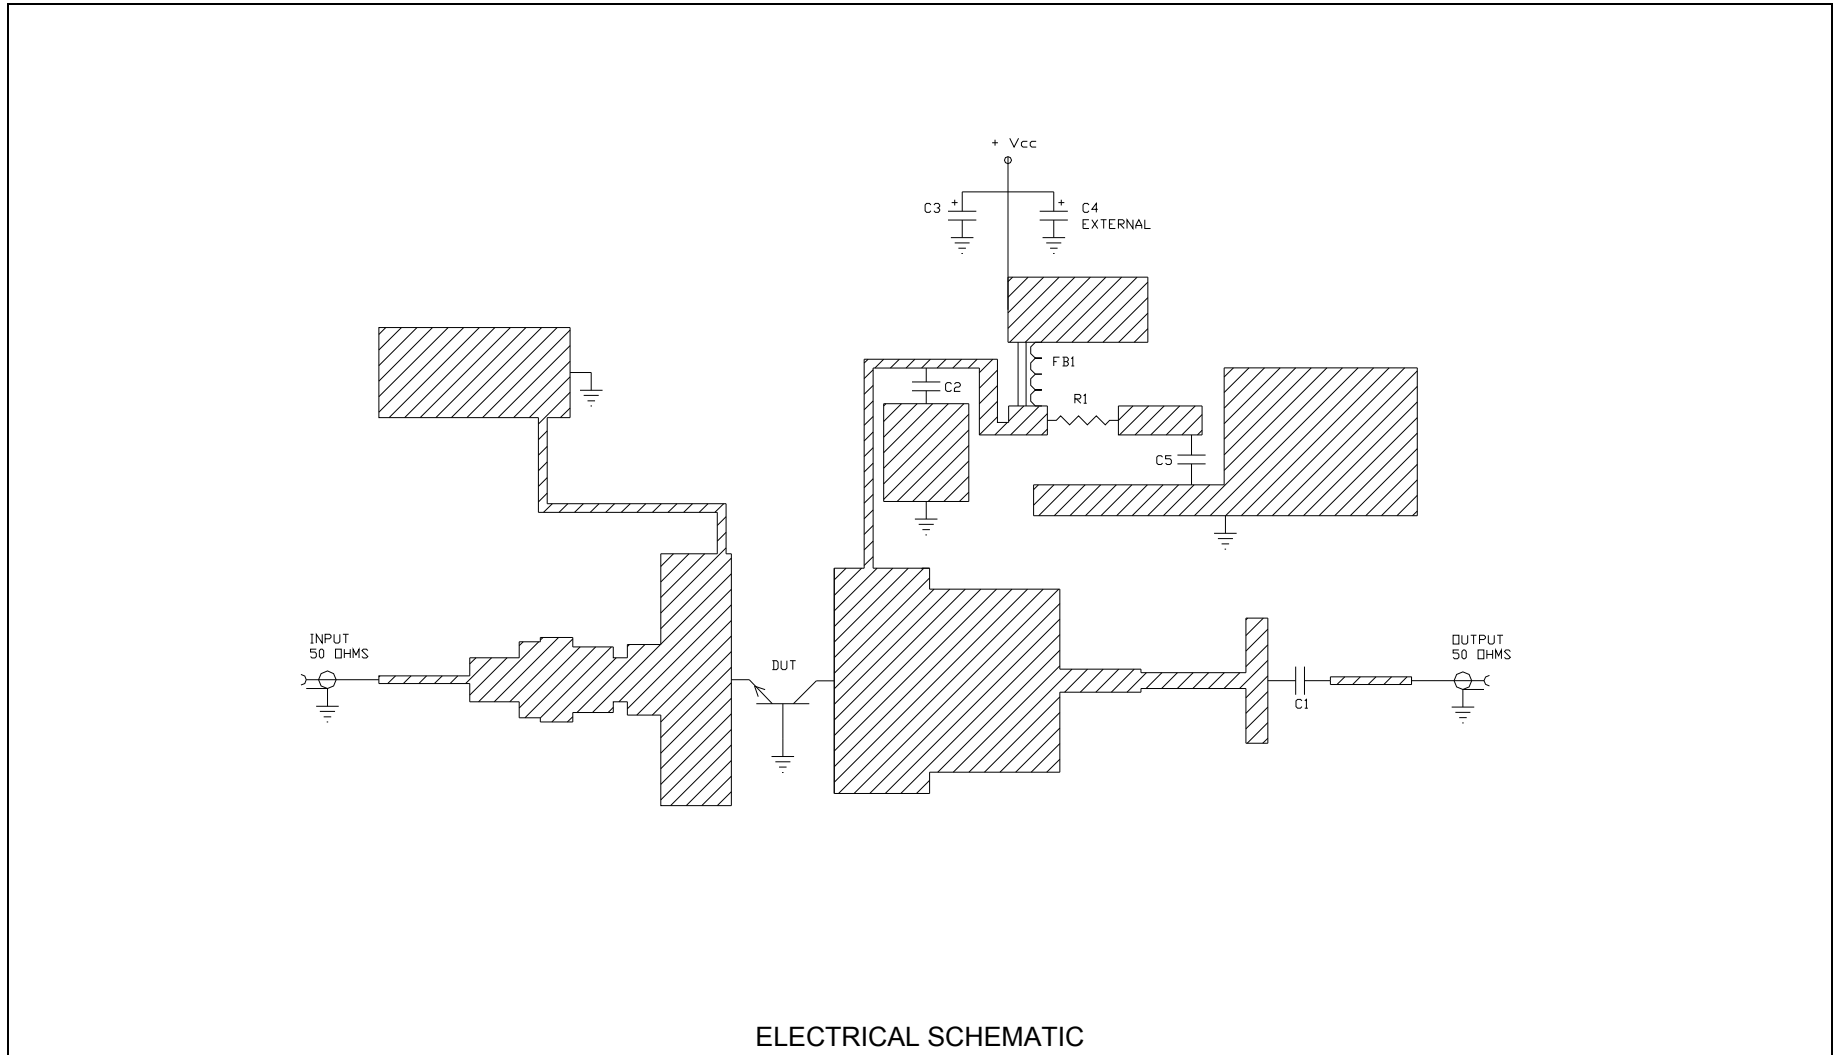 + Vcc
C3
+
+
C4
EXTERNAL
FB1
C2
R1
C5
INPUT
50 OHMS
DUT
OUTPUT
50 OHMS
C1
ELECTRICAL SCHEMATIC